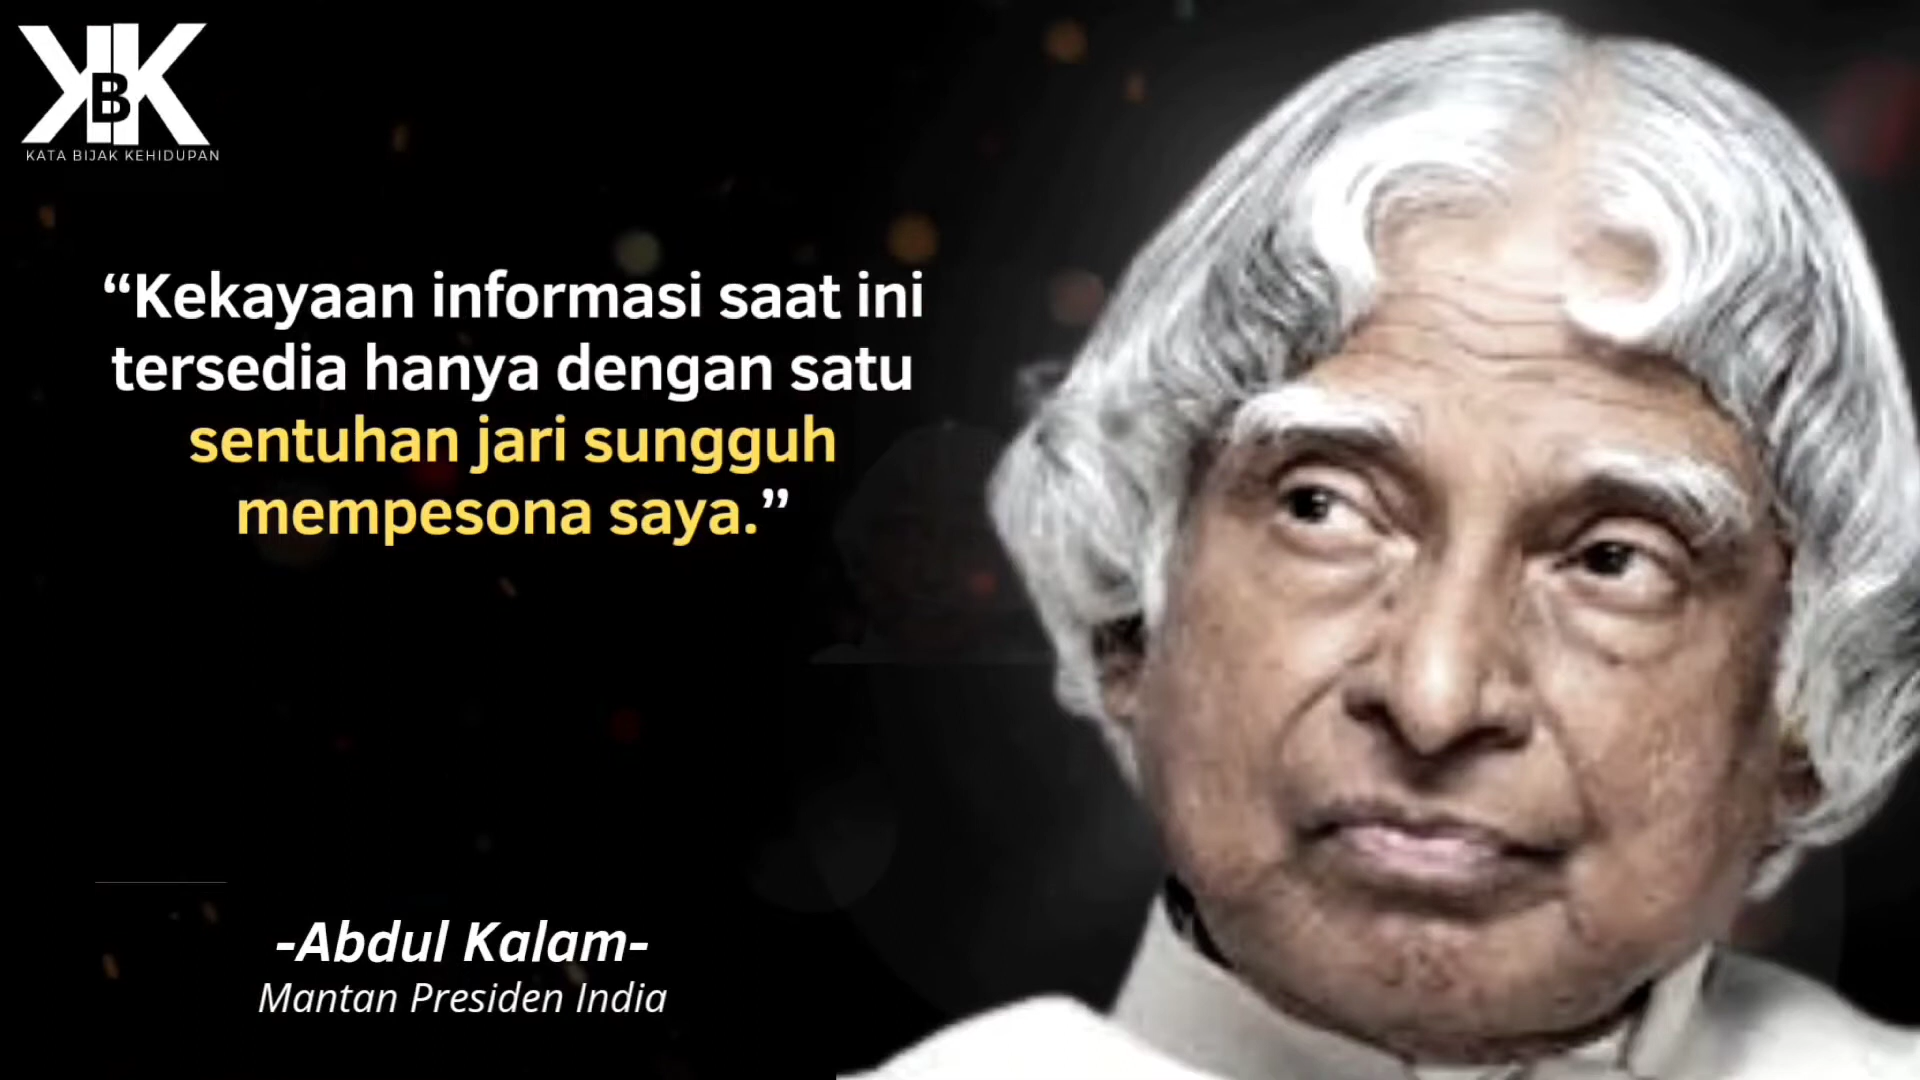 KBK
KATA BIJAK KEHIDUPAN
“Kekayaan informasi saat ini
tersedia hanya dengan satu
sentuhan jari sungguh
mempesona saya.”
-Abdul Kalam-
Mantan Presiden India